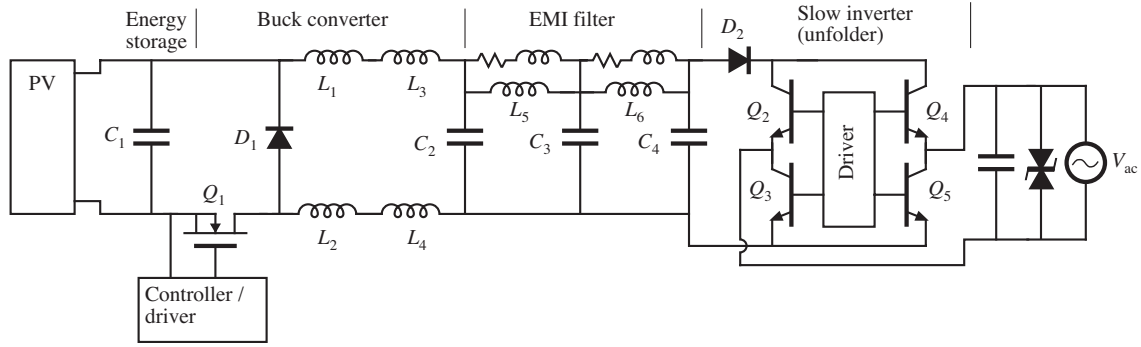 Energy
storage
Buck converter
EMI filter
Slow inverter
(unfolder)
D2
PV
L1
L3
L5
L6
C1
D1
C2
C3
C4
Q2
Q4
Driver
Q3
Q5
Vac
Q1
L2
L4
Controller /
driver